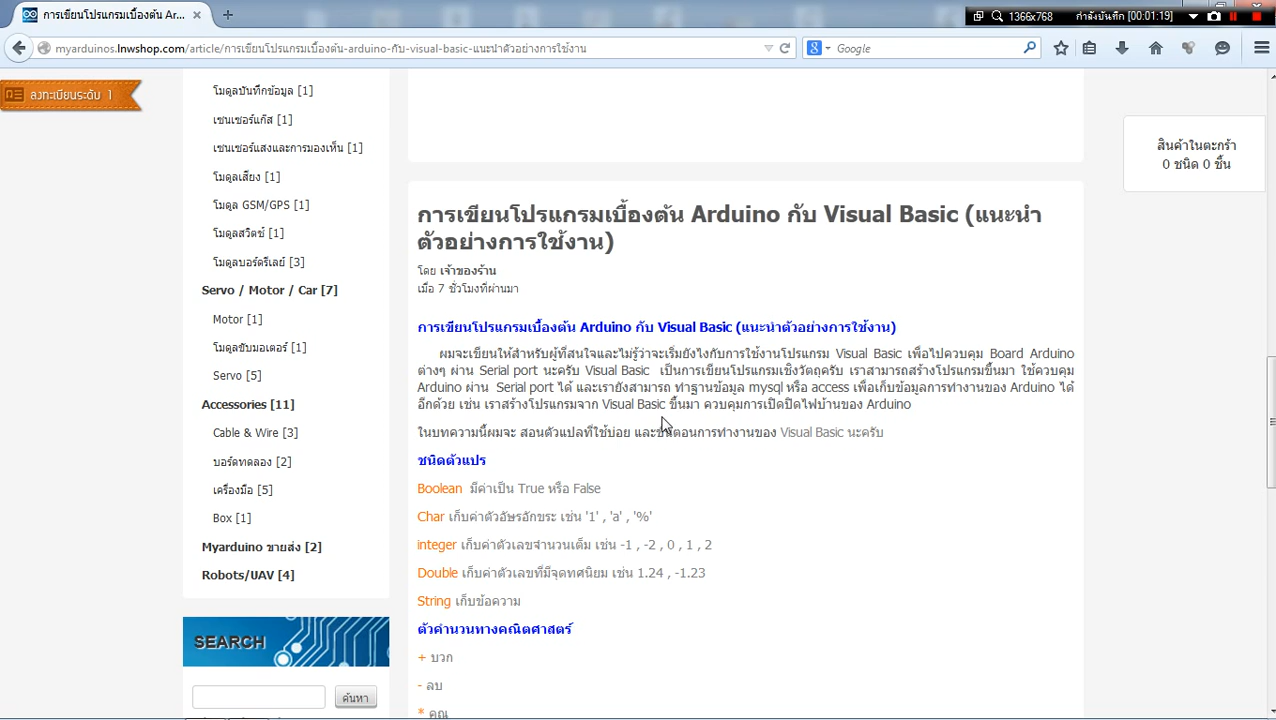 การเขียนโปรแกรมเบื้องต้น Ar...
1366x768
กำลังบันทึก [00:01:19]
myarduinos.lnwshop.com/article/การเขียนโปรแกรมเบื้องต้น-arduino-กับ-visual-basic-แนะนำตัวอย่างการใช้งาน
Google
ลงทะเบียนระดับ 1
โมดูลบันทึกข้อมูล [1]
เซนเซอร์แก๊ส [1]
เซนเซอร์แสงและการมองเห็น [1]
โมดูลเสียง [1]
โมดูล GSM/GPS [1]
โมดูลสวิตช์ [1]
โมดูลบอร์ดรีเลย์ [3]
Servo / Motor / Car [7]
Motor [1]
โมดูลขับมอเตอร์ [1]
Servo [5]
Accessories [11]
Cable & Wire [3]
บอร์ดทดลอง [2]
เครื่องมือ [5]
Box [1]
Myarduino ขายส่ง [2]
Robots/UAV [4]
SEARCH
ค้นหา
สินค้าในตะกร้า
0 ชนิด 0 ชิ้น
การเขียนโปรแกรมเบื้องต้น Arduino กับ Visual Basic (แนะนำ
ตัวอย่างการใช้งาน)
โดย เจ้าของร้าน
เมื่อ 7 ชั่วโมงที่ผ่านมา
การเขียนโปรแกรมเบื้องต้น Arduino กับ Visual Basic (แนะนำตัวอย่างการใช้งาน)
ผมจะเขียนให้สำหรับผู้ที่สนใจและไม่รู้ว่าจะเริ่มยังไงกับการใช้งานโปรแกรม Visual Basic เพื่อไปควบคุม Board Arduino
ต่างๆ ผ่าน Serial port นะครับ Visual Basic เป็นการเขียนโปรแกรมเชิงวัตถุครับ เราสามารถสร้างโปรแกรมขึ้นมา ใช้ควบคุม
Arduino ผ่าน Serial port ได้ และเรายังสามารถ ทำฐานข้อมูล mysql หรือ access เพื่อเก็บข้อมูลการทำงานของ Arduino ได้
อีกด้วย เช่น เราสร้างโปรแกรมจาก Visual Basic ขึ้นมา ควบคุมการเปิดปิดไฟบ้านของ Arduino
ในบทความนี้ผมจะ สอนตัวแปลที่ใช้บ่อย และขั้นตอนการทำงานของ Visual Basic นะครับ
ชนิดตัวแปร
Boolean มีค่าเป็น True หรือ False
Char เก็บค่าตัวอัษรอักขระ เช่น '1' , 'a' , '%'
integer เก็บค่าตัวเลขจำนวนเต็ม เช่น -1 , -2 , 0 , 1 , 2
Double เก็บค่าตัวเลขที่มีจุดทศนิยม เช่น 1.24 , -1.23
String เก็บข้อความ
ตัวคำนวนทางคณิตศาสตร์
+ บวก
- ลบ
* คูณ